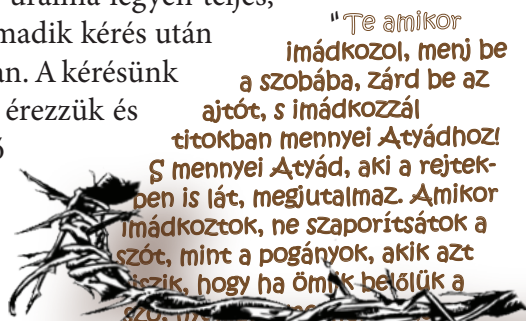 uralma legyen teljes,
madik kérés után
an. A kérésünk
érezzük és
"Te amikor
imádkozol, menj be
a szobába, zárd be az
ajtót, s imádkozzál
titokban mennyei Atyádhoz!
S mennyei Atyád, aki a rejtek-
ben is lát, megjutalmaz. Amikor
imádkoztok, ne szaporítsátok a
szót, mint a pogányok, akik azt
hogy ha belőlük a